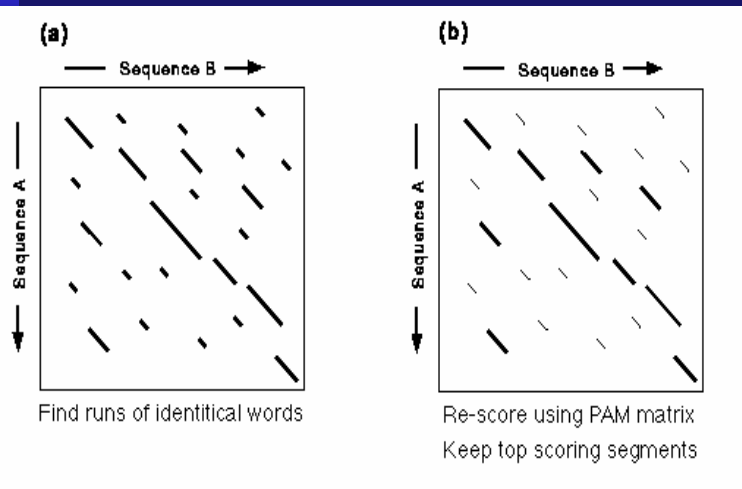 (a)
Sequence B
Sequence A
Find runs of identitical words
(b)
Sequence B
Sequence A
Re-score using PAM matrix
Keep top scoring segments